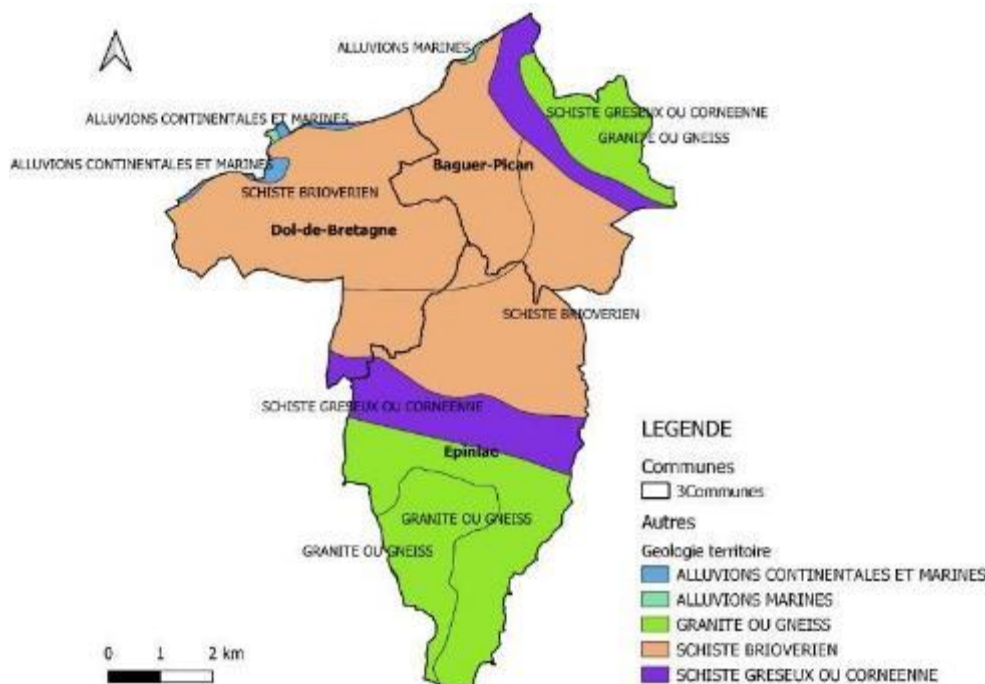 ALLUVIONS MARINES
SCHISTE GRESEUX OU CORNEENNE
ALLUVIONS CONTINENTALES ET MARINES
GRANITE OU GNEISS
ALLUVIONS CONTINENTALES ET MARINES
Baguer-Pican
SCHISTE BRIOVERIEN
Dol-de-Bretagne
SCHISTE BRIOVERIEN
SCHISTE GRESEUX OU CORNEENNE
Epiniac
GRANITE OU GNEISS
GRANITE OU GNEISS
LEGENDE
Communes
3Communes
Autres
Geologie territoire
ALLUVIONS CONTINENTALES ET MARINES
ALLUVIONS MARINES
GRANITE OU GNEISS
SCHISTE BRIOVERIEN
SCHISTE GRESEUX OU CORNEENNE
0 1 2 km